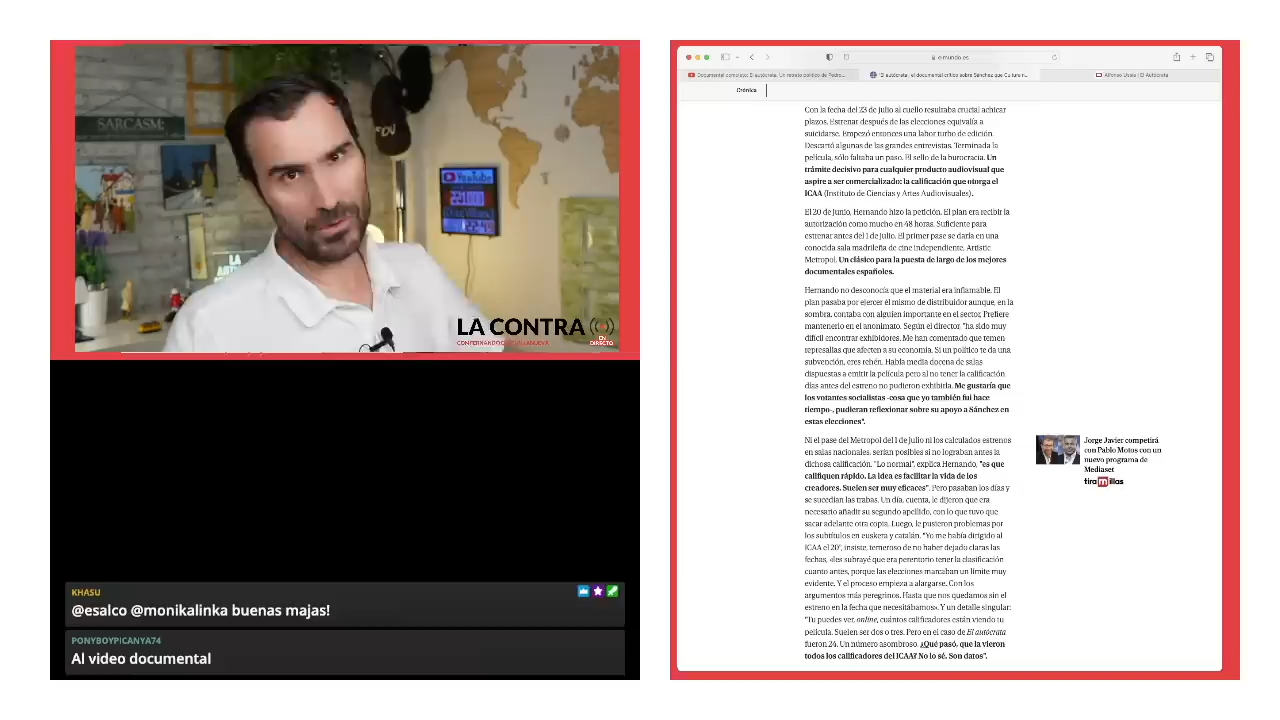 SARCASM:
YouTube
LA CONTRA
EN
DIRECTO
KHASU
@esalco @monikalinka buenas majas!
PONYBOYPICANYA74
Al video documental
elmundo.es
Documental completo: El autócrata. Un retrato político de Pedro...
Alfonso Ussía | El Autócrata
Crónica
Con la fecha del 23 de julio al cuello resultaba crucial achicar
plazos. Estrenar después de las elecciones equivalía a
suicidarse. Empezó entonces una labor turbo de edición.
Descartó algunas de las grandes entrevistas. Terminada la
película, sólo faltaba un paso. El sello de la burocracia. Un
trámite decisivo para cualquier producto audiovisual que
aspire a ser comercializado: la calificación que otorga el
ICAA (Instituto de Ciencias y Artes Audiovisuales).
El 20 de junio, Hernando hizo la petición. El plan era recibir la
autorización como mucho en 48 horas. Suficiente para
estrenar antes del 1 de julio. El primer pase se daría en una
conocida sala madrileña de cine independiente, Artistic
Metropol. Un clásico para la puesta de largo de los mejores
documentales españoles.
Hernando no desconocía que el material era inflamable. El
plan pasaba por ejercer él mismo de distribuidor aunque, en la
sombra, contaba con alguien importante en el sector. Prefiere
mantenerlo en el anonimato. Según el director, "ha sido muy
difícil encontrar exhibidores. Me han comentado que temen
represalias que afecten a su economía. Si un político te da una
subvención, eres rehén. Había media docena de salas
dispuestas a emitir la película pero al no tener la calificación
días antes del estreno no pudieron exhibirla. Me gustaría que
los votantes socialistas -cosa que yo también fui hace
tiempo-, pudieran reflexionar sobre su apoyo a Sánchez en
estas elecciones".
Ni el pase del Metropol del 1 de julio ni los calculados estrenos
en salas nacionales, serían posibles si no lograban antes la
dichosa calificación. "Lo normal", explica Hernando, "es que
califiquen rápido. La idea es facilitar la vida de los
creadores. Suelen ser muy eficaces". Pero pasaban los días y
se sucedían las trabas. Un día, cuenta, le dijeron que era
necesario añadir su segundo apellido, con lo que tuvo que
sacar adelante otra copia. Luego, le pusieron problemas por
los subtítulos en euskera y catalán. "Yo me había dirigido al
ICAA el 20", insiste, temeroso de no haber dejado claras las
fechas, «les subrayé que era perentorio tener la clasificación
cuanto antes, porque las elecciones marcaban un límite muy
evidente. Y el proceso empieza a alargarse. Con los
argumentos más peregrinos. Hasta que nos quedamos sin el
estreno en la fecha que necesitábamos». Y un detalle singular:
"Tu puedes ver, online, cuántos calificadores están viendo tu
película. Suelen ser dos o tres. Pero en el caso de El autócrata
fueron 24. Un número asombroso. ¿Qué pasó, que la vieron
todos los calificadores del ICAA? No lo sé. Son datos".
Jorge Javier competirá
con Pablo Motos con un
nuevo programa de
Mediaset
tiramillas